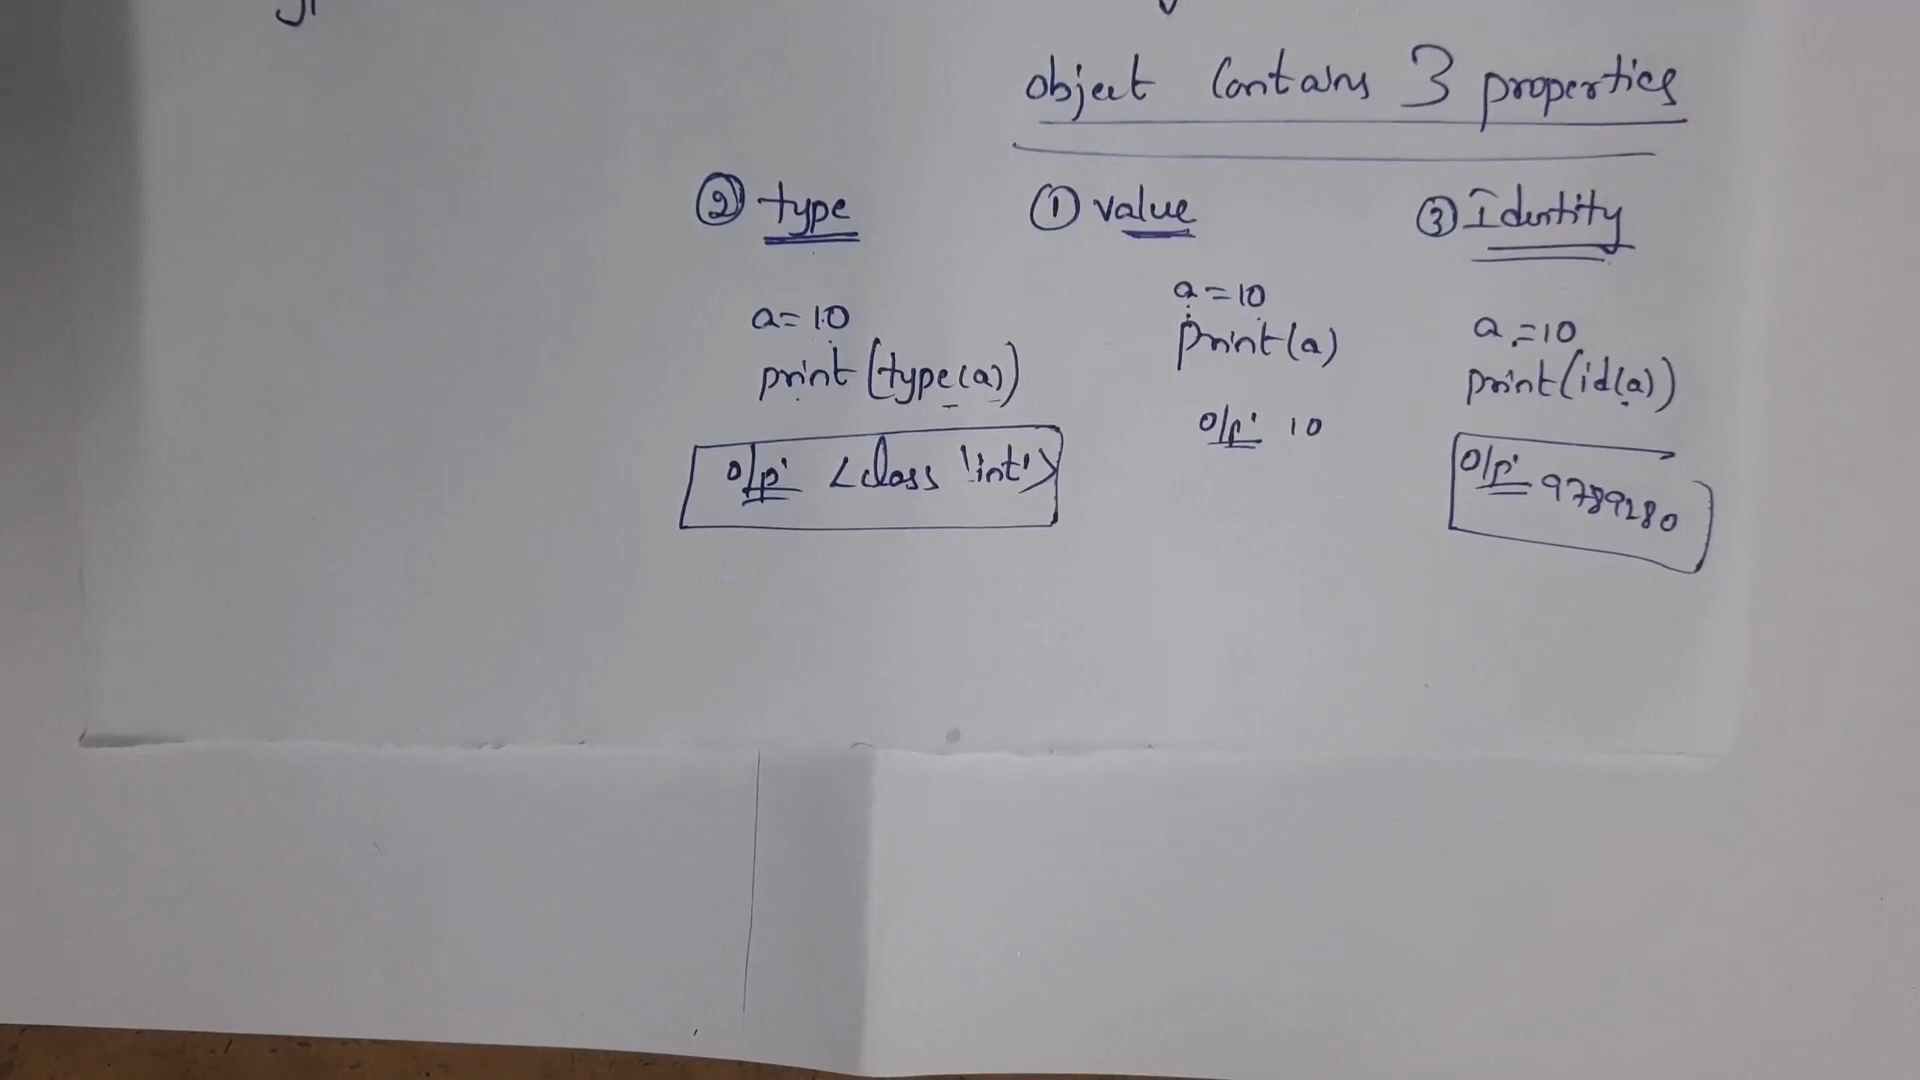 object Contains 3 properties
② type
① value
③ Identity
a=10
print(type(a))
o/p: <class 'int'>
a=10
print(a)
o/p: 10
a=10
print(id(a))
o/p: 9789280